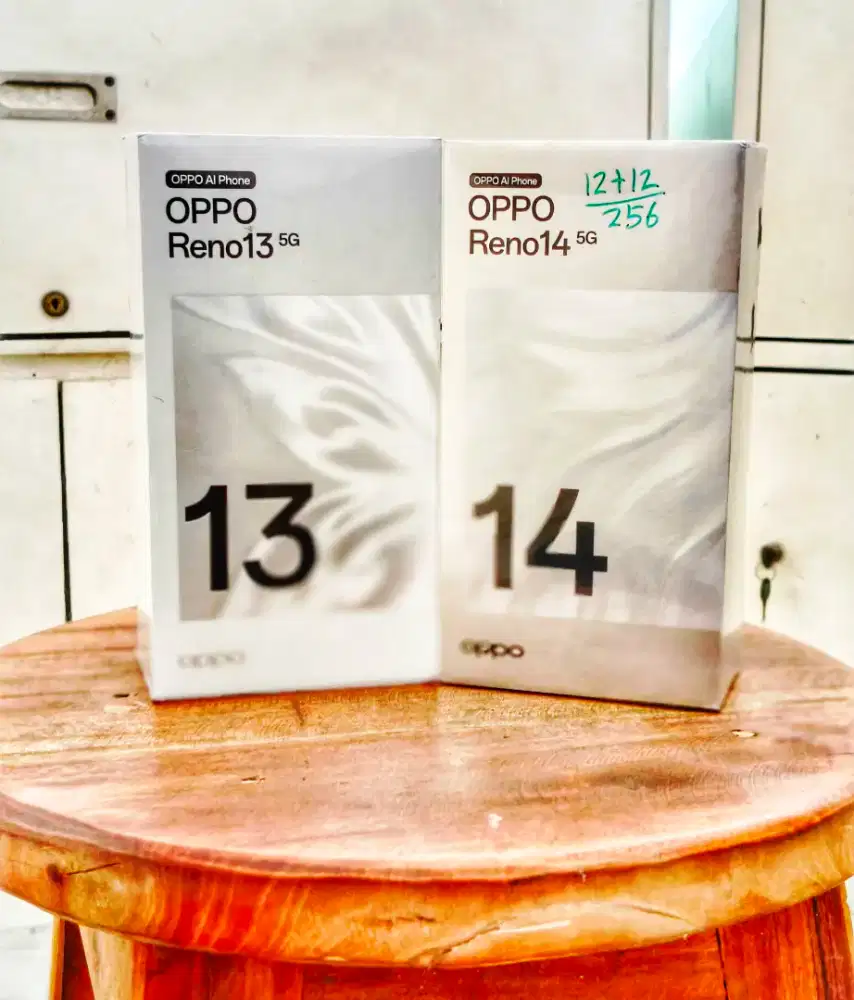 OPPO AI Phone
OPPO
Reno13 5G
13
oppo
OPPO AI Phone
OPPO
Reno14 5G
12+12
256
14
oppo